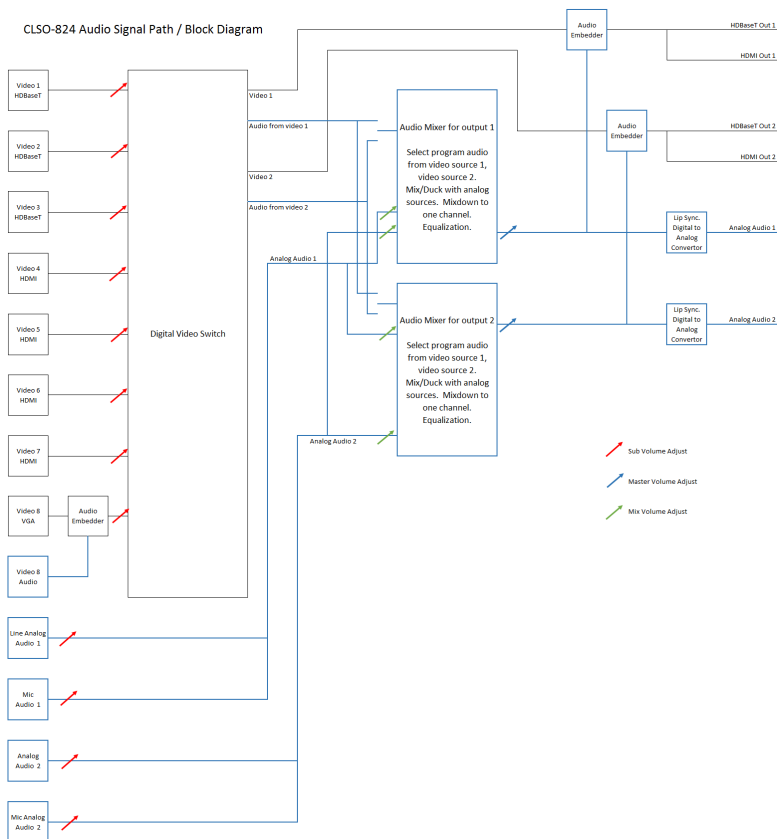 CLSO-824 Audio Signal Path / Block Diagram
Audio
Embedder
HDBaseT Out 1
HDMI Out 1
Video 1
HDBaseT
Video 1
Audio from video 1
Audio Mixer for output 1
Select program audio
from video source 1,
video source 2.
Mix/Duck with analog
sources.  Mixdown to
one channel.
Equalization.
Audio
Embedder
HDBaseT Out 2
HDMI Out 2
Video 2
HDBaseT
Video 2
Audio from video 2
Video 3
HDBaseT
Lip Sync.
Digital to
Analog
Convertor
Analog Audio 1
Analog Audio 1
Video 4
HDMI
Video 5
HDMI
Digital Video Switch
Audio Mixer for output 2
Select program audio
from video source 1,
video source 2.
Mix/Duck with analog
sources.  Mixdown to
one channel.
Equalization.
Lip Sync.
Digital to
Analog
Convertor
Analog Audio 2
Video 6
HDMI
Video 7
HDMI
Analog Audio 2
Sub Volume Adjust
Master Volume Adjust
Mix Volume Adjust
Video 8
VGA
Audio
Embedder
Video 8
Audio
Line Analog
Audio 1
Mic
Audio 1
Analog
Audio 2
Mic Analog
Audio 2